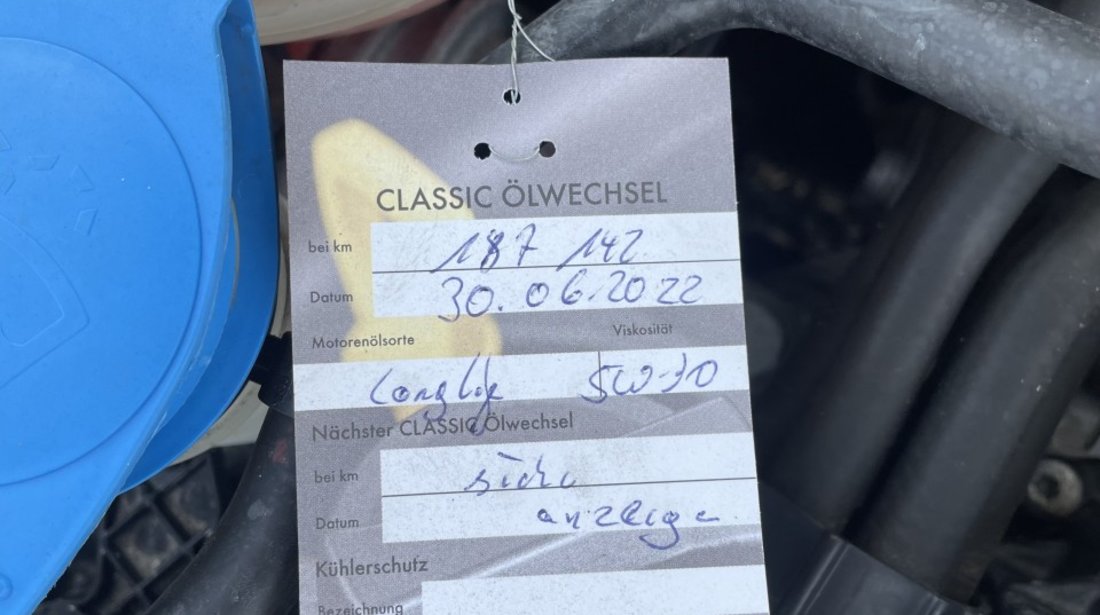 CLASSIC ÖLWECHSEL
bei km 187 142
Datum 30.06.2022
Motorenölsorte Viskosität
Longlife 5W-30
Nächster CLASSIC Ölwechsel
bei km siehe
Datum anzeige
Kühlerschutz
Bezeichnung